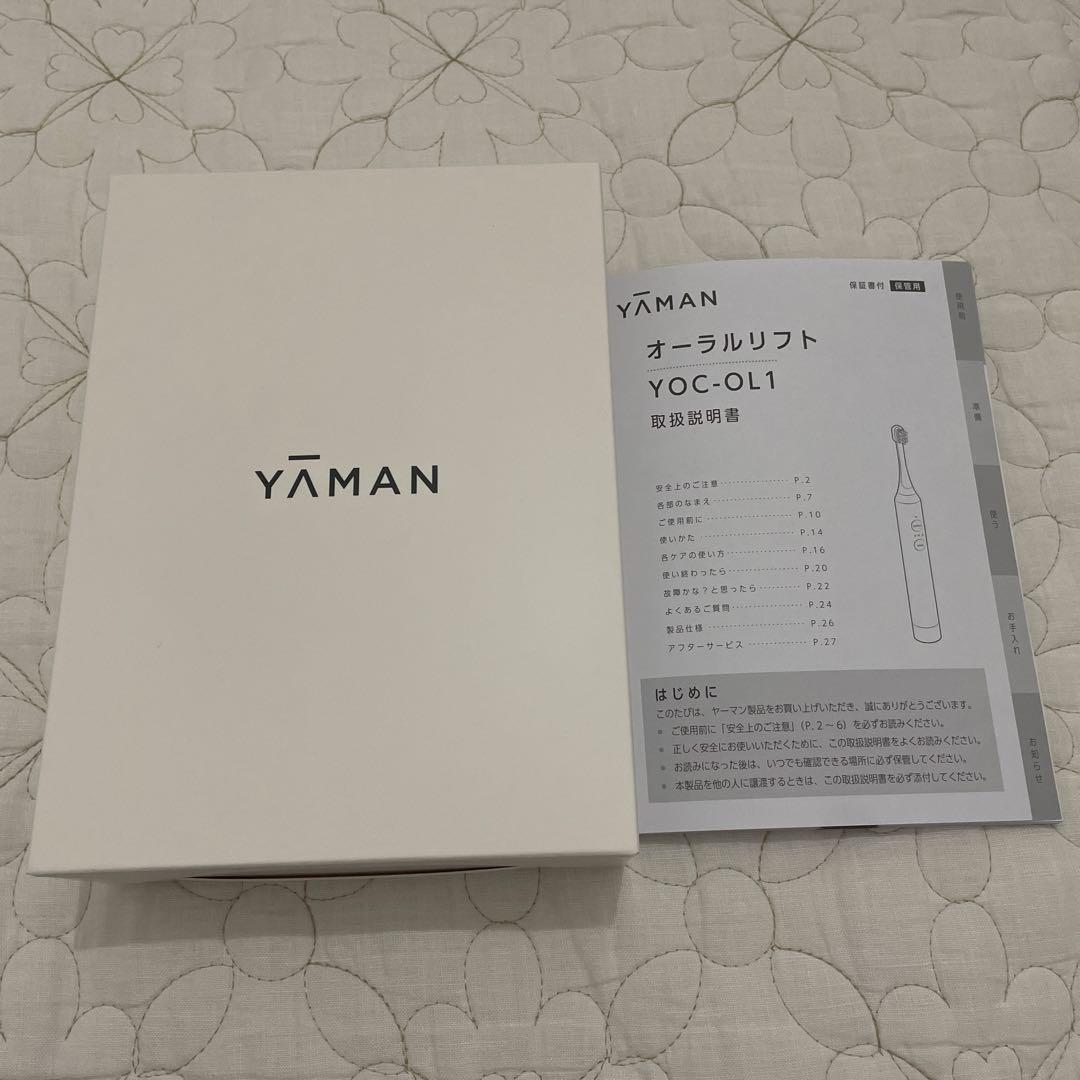 YAMAN
YAMAN
保証書付 保管用
オーラルリフト
YOC-OL1
取扱説明書
安全上のご注意 P.2
各部のなまえ P.7
ご使用前に P.10
使いかた P.14
各ケアの使い方 P.16
使い終わったら P.20
故障かな？と思ったら P.22
よくあるご質問 P.24
製品仕様 P.26
アフターサービス P.27
はじめに
このたびは、ヤーマン製品をお買い上げいただき、誠にありがとうございます。
● ご使用前に「安全上のご注意」(P.2～6)を必ずお読みください。
● 正しく安全にお使いいただくために、この取扱説明書をよくお読みください。
● お読みになった後は、いつでも確認できる場所に必ず保管してください。
● 本製品を他の人に譲渡するときは、この取扱説明書を必ず添付してください。
使用前
準備
使う
お手入れ
お知らせ